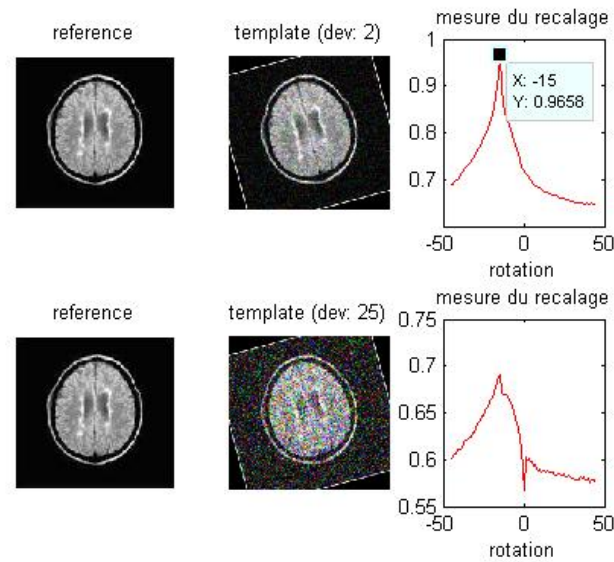 reference
template (dev: 2)
mesure du recalage
1
0.9
0.8
0.7
X: -15
Y: 0.9658
-50
0
50
rotation
reference
template (dev: 25)
mesure du recalage
0.75
0.7
0.65
0.6
0.55
-50
0
50
rotation